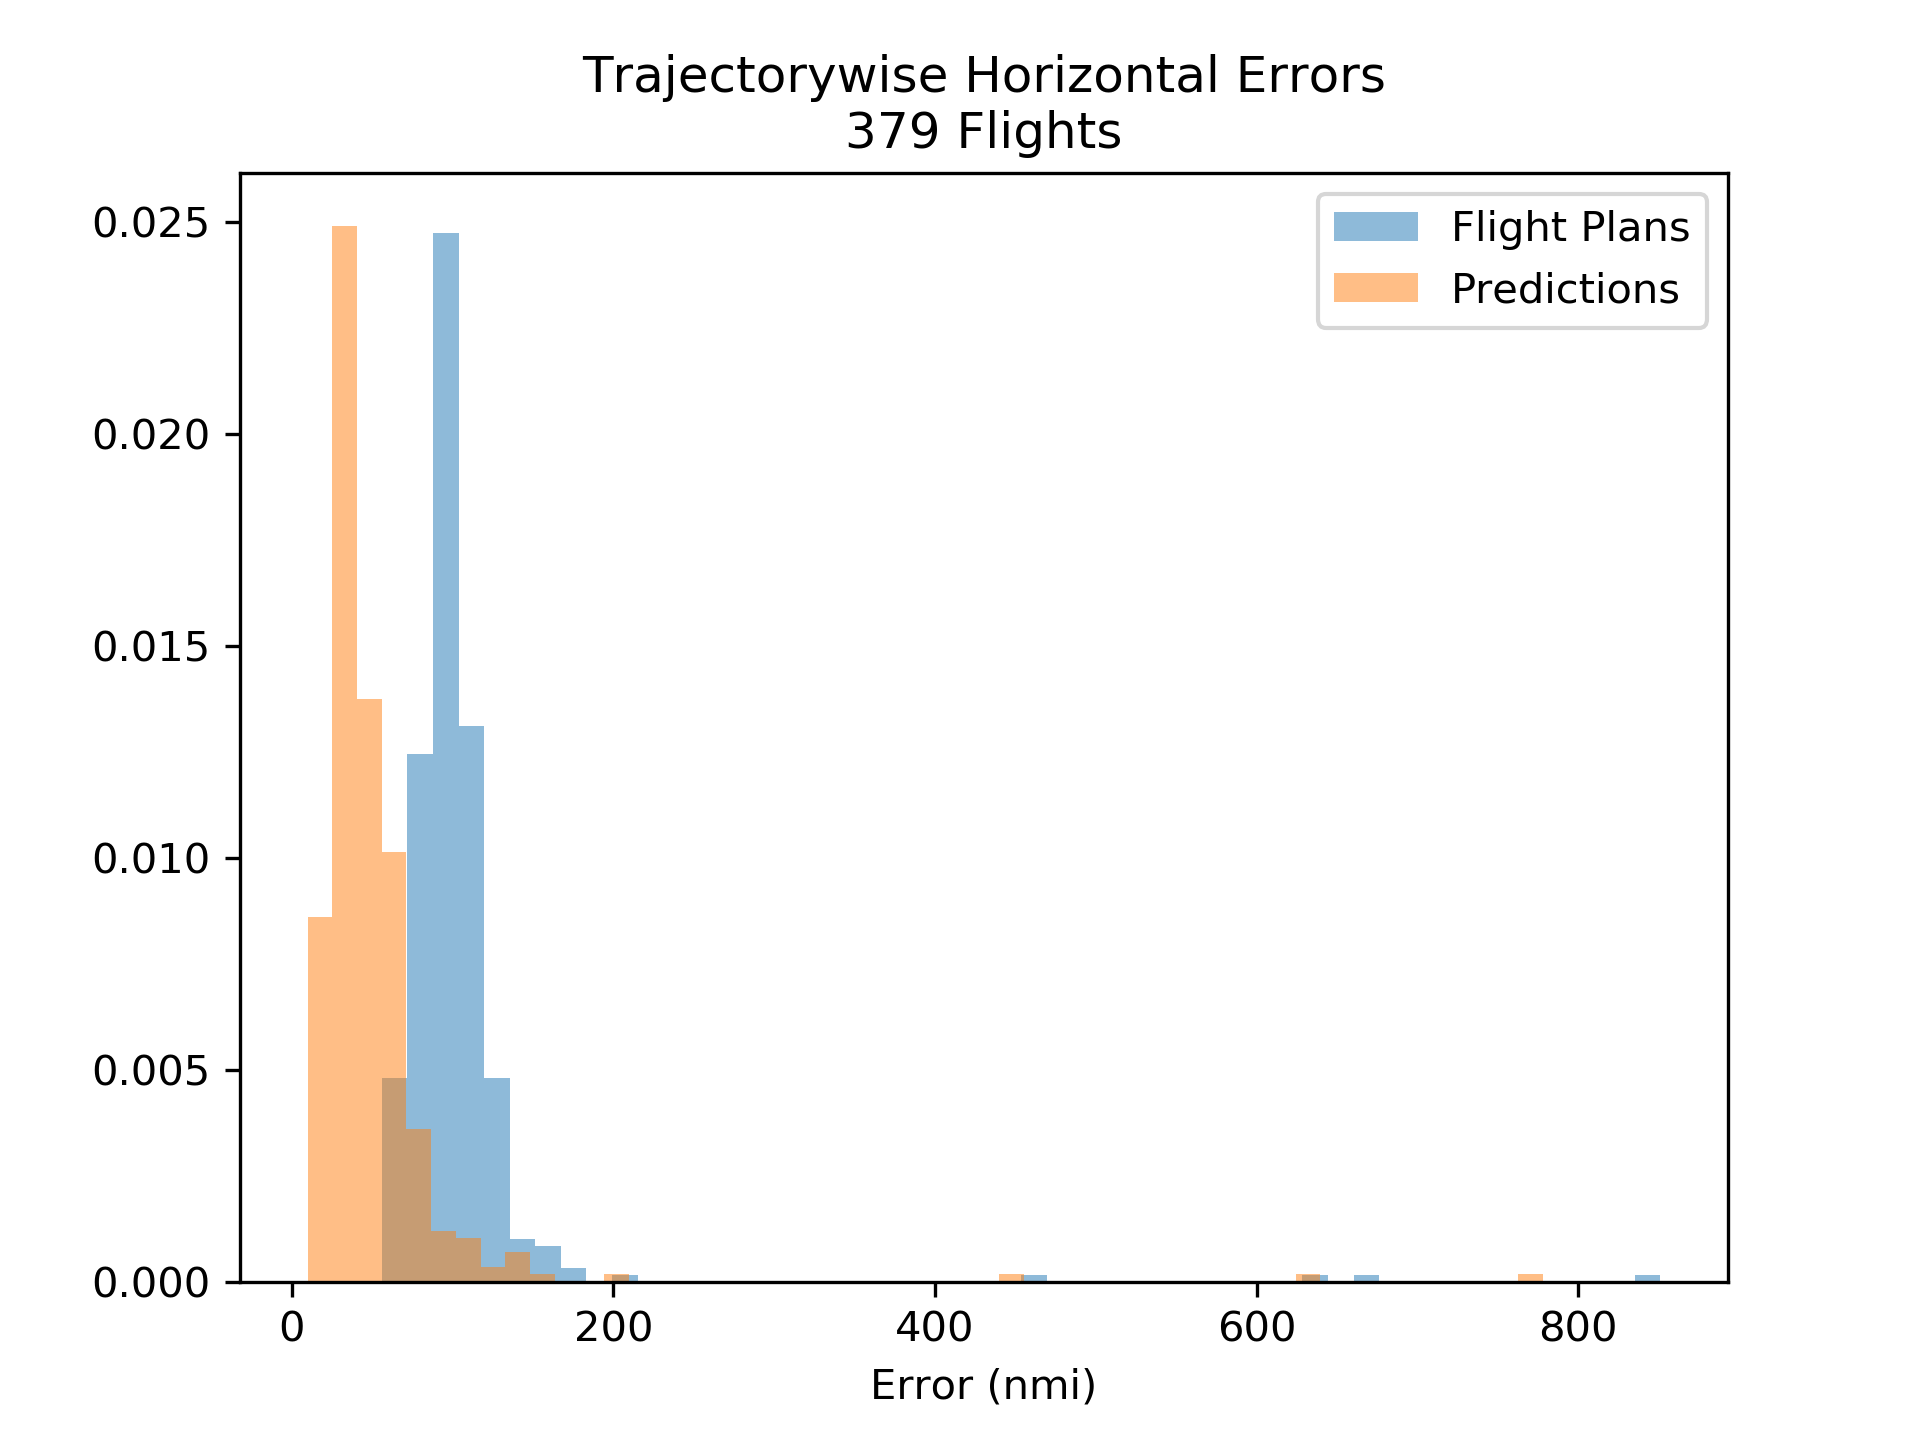 Trajectorywise Horizontal Errors
379 Flights
Flight Plans
Predictions
0.025
0.020
0.015
0.010
0.005
0.000
0 200 400 600 800
Error (nmi)